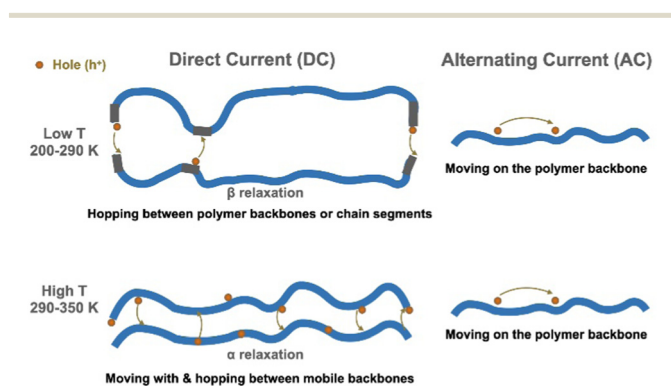 Direct Current (DC)
Alternating Current (AC)
Hole (h⁺)
Low T
200-290 K
β relaxation
Hopping between polymer backbones or chain segments
Moving on the polymer backbone
High T
290-350 K
α relaxation
Moving with & hopping between mobile backbones
Moving on the polymer backbone